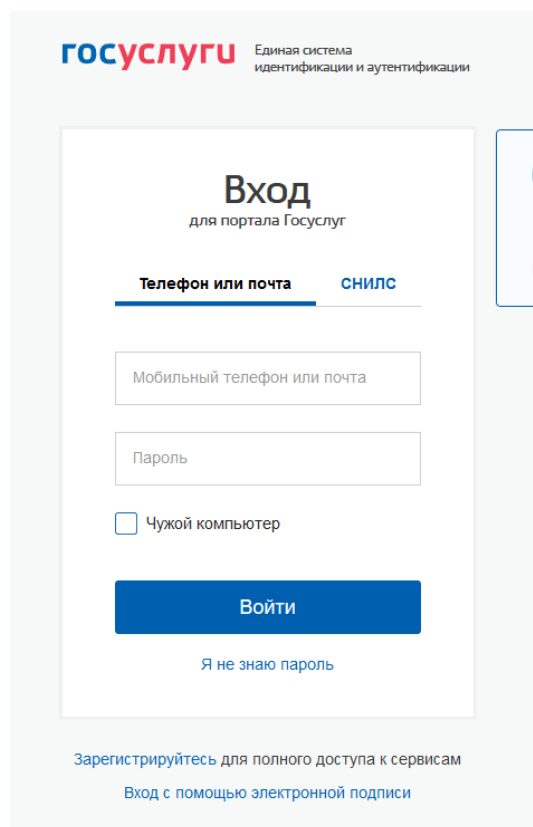 госуслуги
Единая система
идентификации и аутентификации
Вход
для портала Госуслуг
Телефон или почта СНИЛС
Мобильный телефон или почта
Пароль
Чужой компьютер
Войти
Я не знаю пароль
Зарегистрируйтесь для полного доступа к сервисам
Вход с помощью электронной подписи